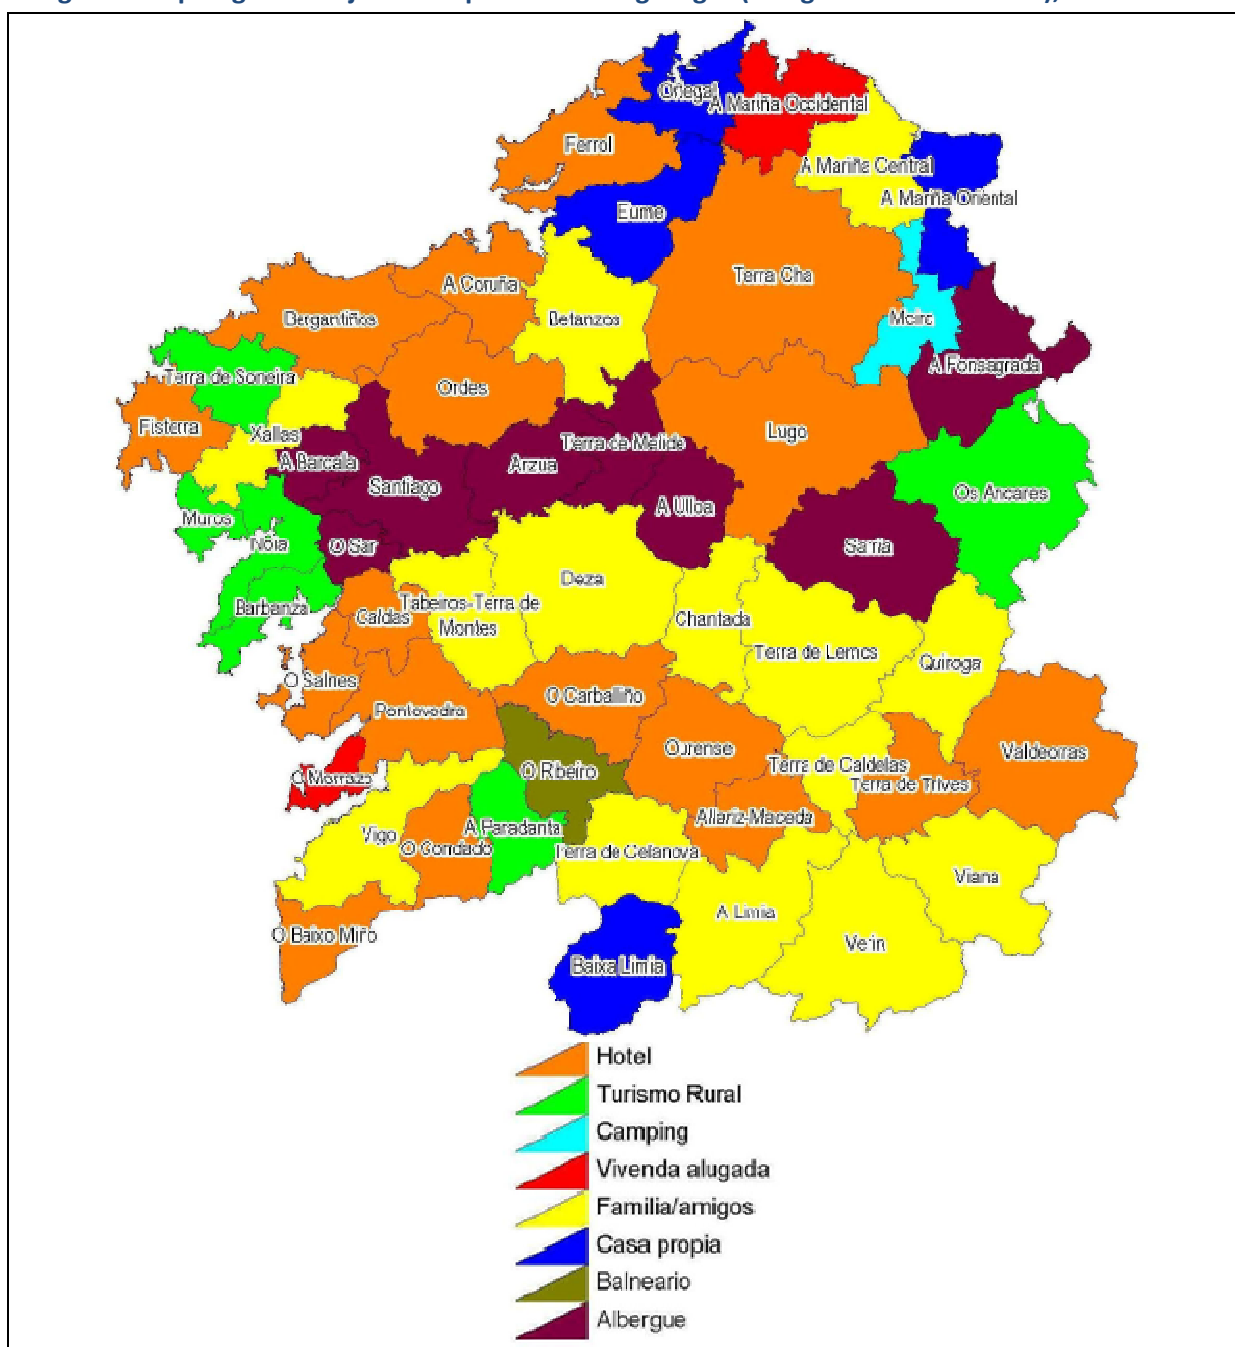 Ortegal
A Mariña Occidental
Ferrol
A Mariña Central
A Mariña Oriental
Eume
Terra Cha
A Coruña
Bergantiños
Betanzos
Meira
A Fonsagrada
Terra de Soneira
Ordes
Fisterra
Xallas
Lugo
Terra de Melide
A Barcala
Arzua
Santiago
Os Ancares
A Ulloa
Muros
Noia
O Sar
Sarria
Deza
Barbanza
Caldas
Tabeiros-Terra de
Montes
Chantada
Terra de Lemos
Quiroga
O Salnes
O Carballiño
Pontevedra
Ourense
Valdeorras
O Morrazo
O Ribeiro
Terra de Caldelas
Terra de Trives
Allariz-Maceda
Vigo
A Paradanta
O Condado
Terra de Celanova
Viana
A Limia
O Baixo Miño
Verin
Baixa Limia
Hotel
Turismo Rural
Camping
Vivenda alugada
Familia/amigos
Casa propia
Balneario
Albergue